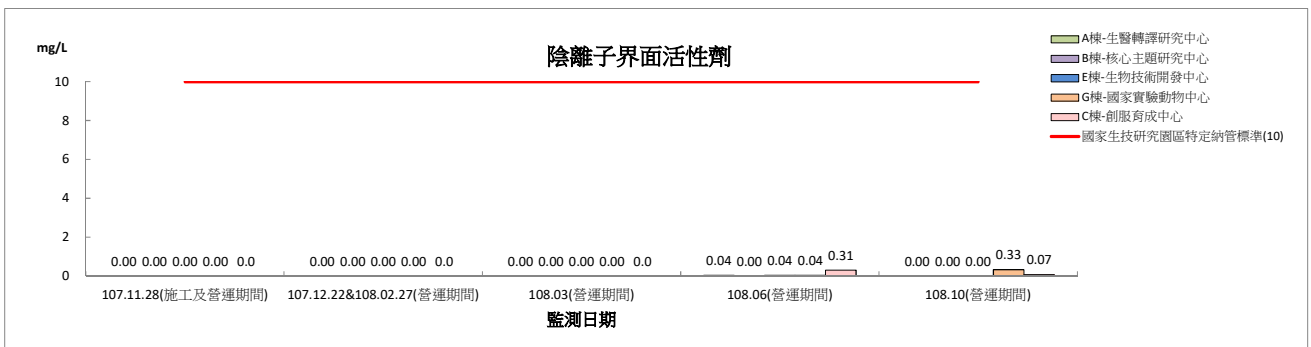 陰離子界面活性劑
mg/L
A棟-生醫轉譯研究中心
B棟-核心主題研究中心
E棟-生物技術開發中心
G棟-國家實驗動物中心
C棟-創服育成中心
國家生技研究園區特定納管標準(10)
10
8
6
4
2
0
0.00 0.00 0.00 0.00 0.0
0.00 0.00 0.00 0.00 0.0
0.00 0.00 0.00 0.00 0.0
0.04 0.00 0.04 0.04 0.31
0.00 0.00 0.00 0.33 0.07
107.11.28(施工及營運期間)
107.12.22&108.02.27(營運期間)
108.03(營運期間)
108.06(營運期間)
108.10(營運期間)
監測日期